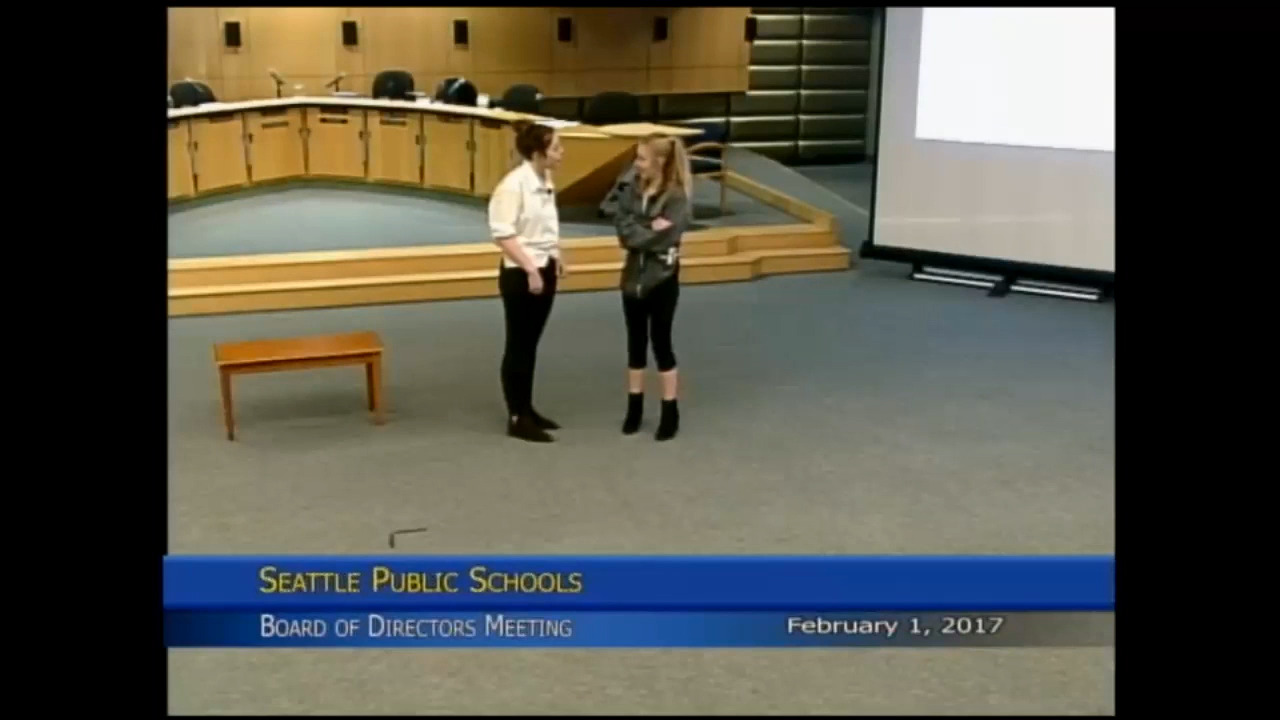 Seattle Public Schools
Board of Directors Meeting
February 1, 2017